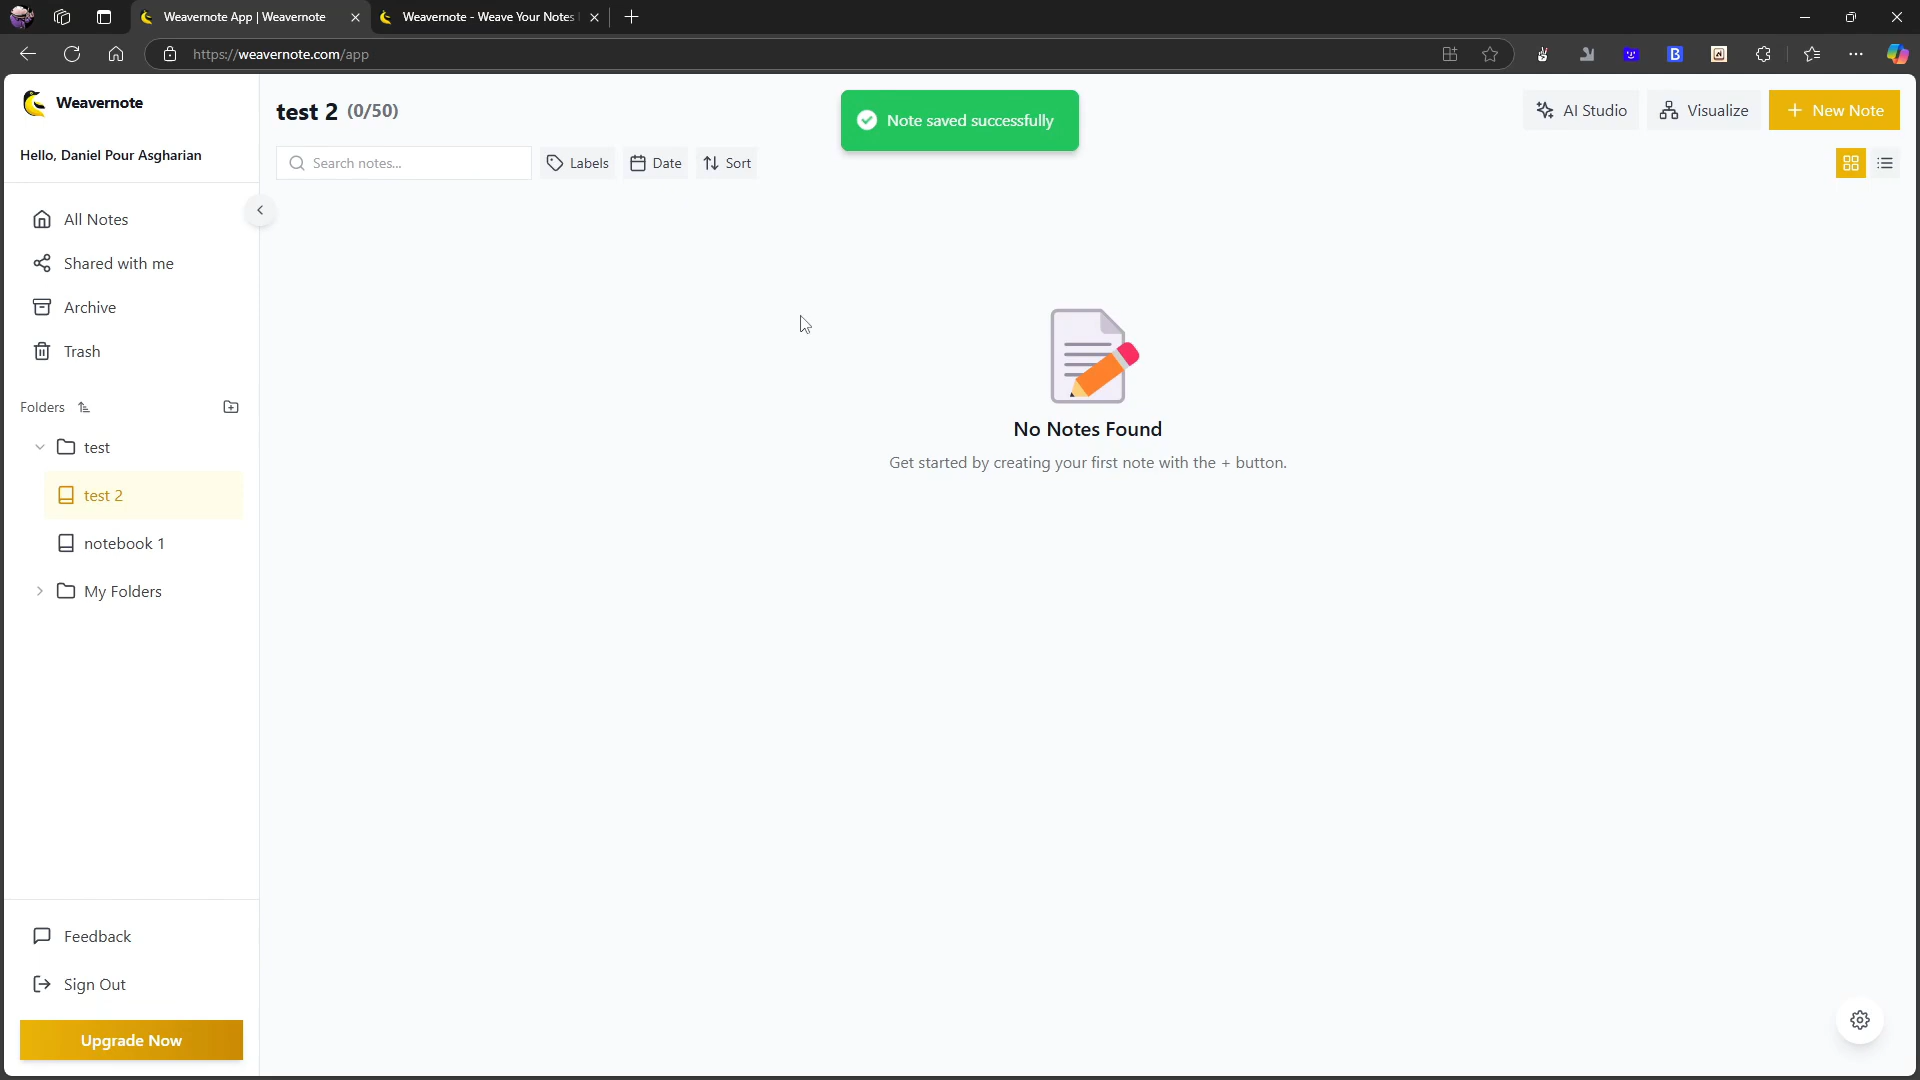 Weavernote App | Weavernote
Weavernote - Weave Your Notes
https://weavernote.com/app
Weavernote
Hello, Daniel Pour Asgharian
All Notes
Shared with me
Archive
Trash
Folders
test
test 2
notebook 1
My Folders
Feedback
Sign Out
Upgrade Now
test 2 (0/50)
Note saved successfully
AI Studio
Visualize
+ New Note
Search notes...
Labels
Date
Sort
No Notes Found
Get started by creating your first note with the + button.